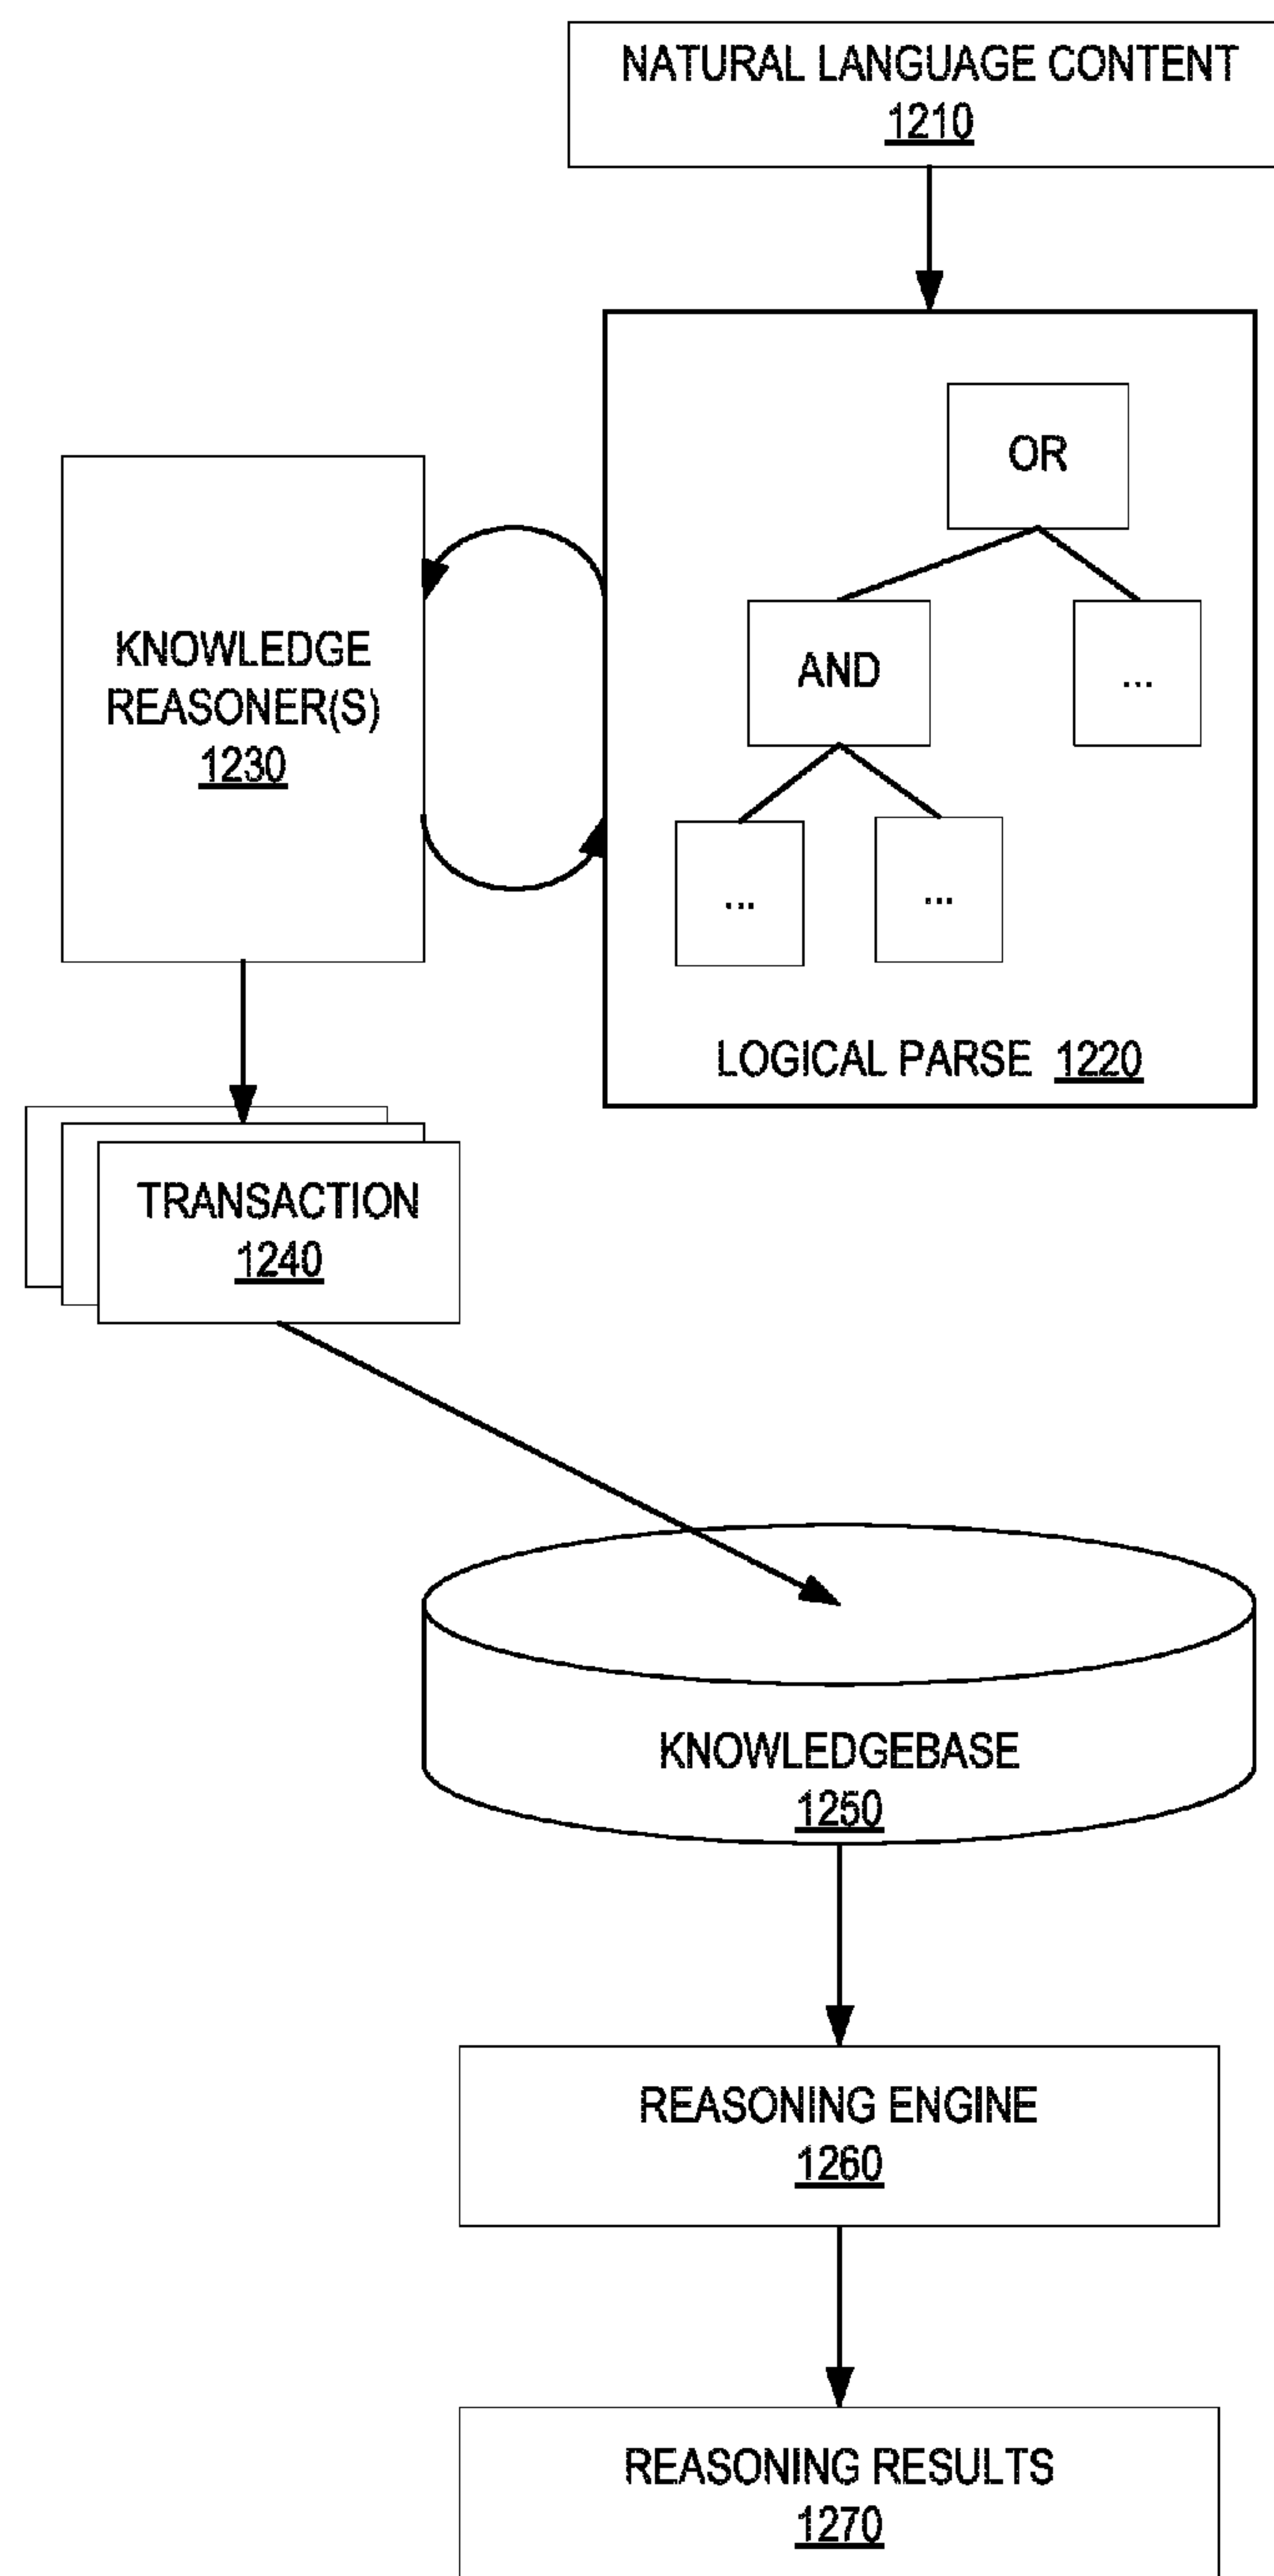 NATURAL LANGUAGE CONTENT
1210
OR
AND
...
...
...
LOGICAL PARSE 1220
KNOWLEDGE
REASONER(S)
1230
TRANSACTION
1240
KNOWLEDGEBASE
1250
REASONING ENGINE
1260
REASONING RESULTS
1270